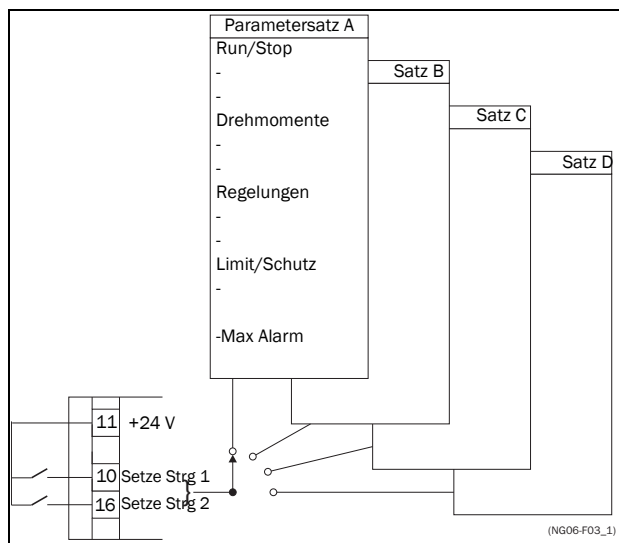 Parametersatz A
Run/Stop
-
-
Drehmomente
-
-
Regelungen
-
-
Limit/Schutz
-
-Max Alarm
Satz B
Satz C
Satz D
11 +24 V
10 Setze Strg 1
16 Setze Strg 2
(NG06-F03_1)